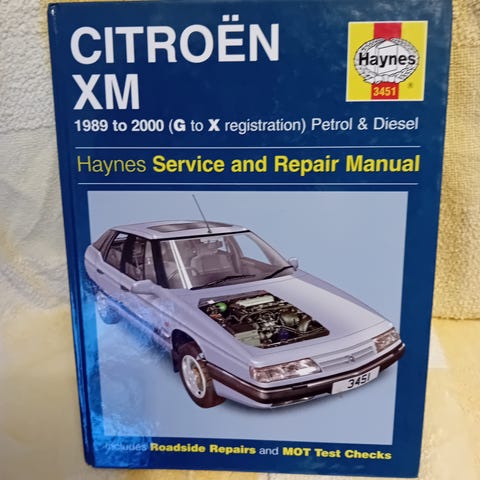 CITROËN
XM
1989 to 2000 (G to X registration) Petrol & Diesel
Haynes
3451
®
Haynes Service and Repair Manual
3451
Includes Roadside Repairs and MOT Test Checks